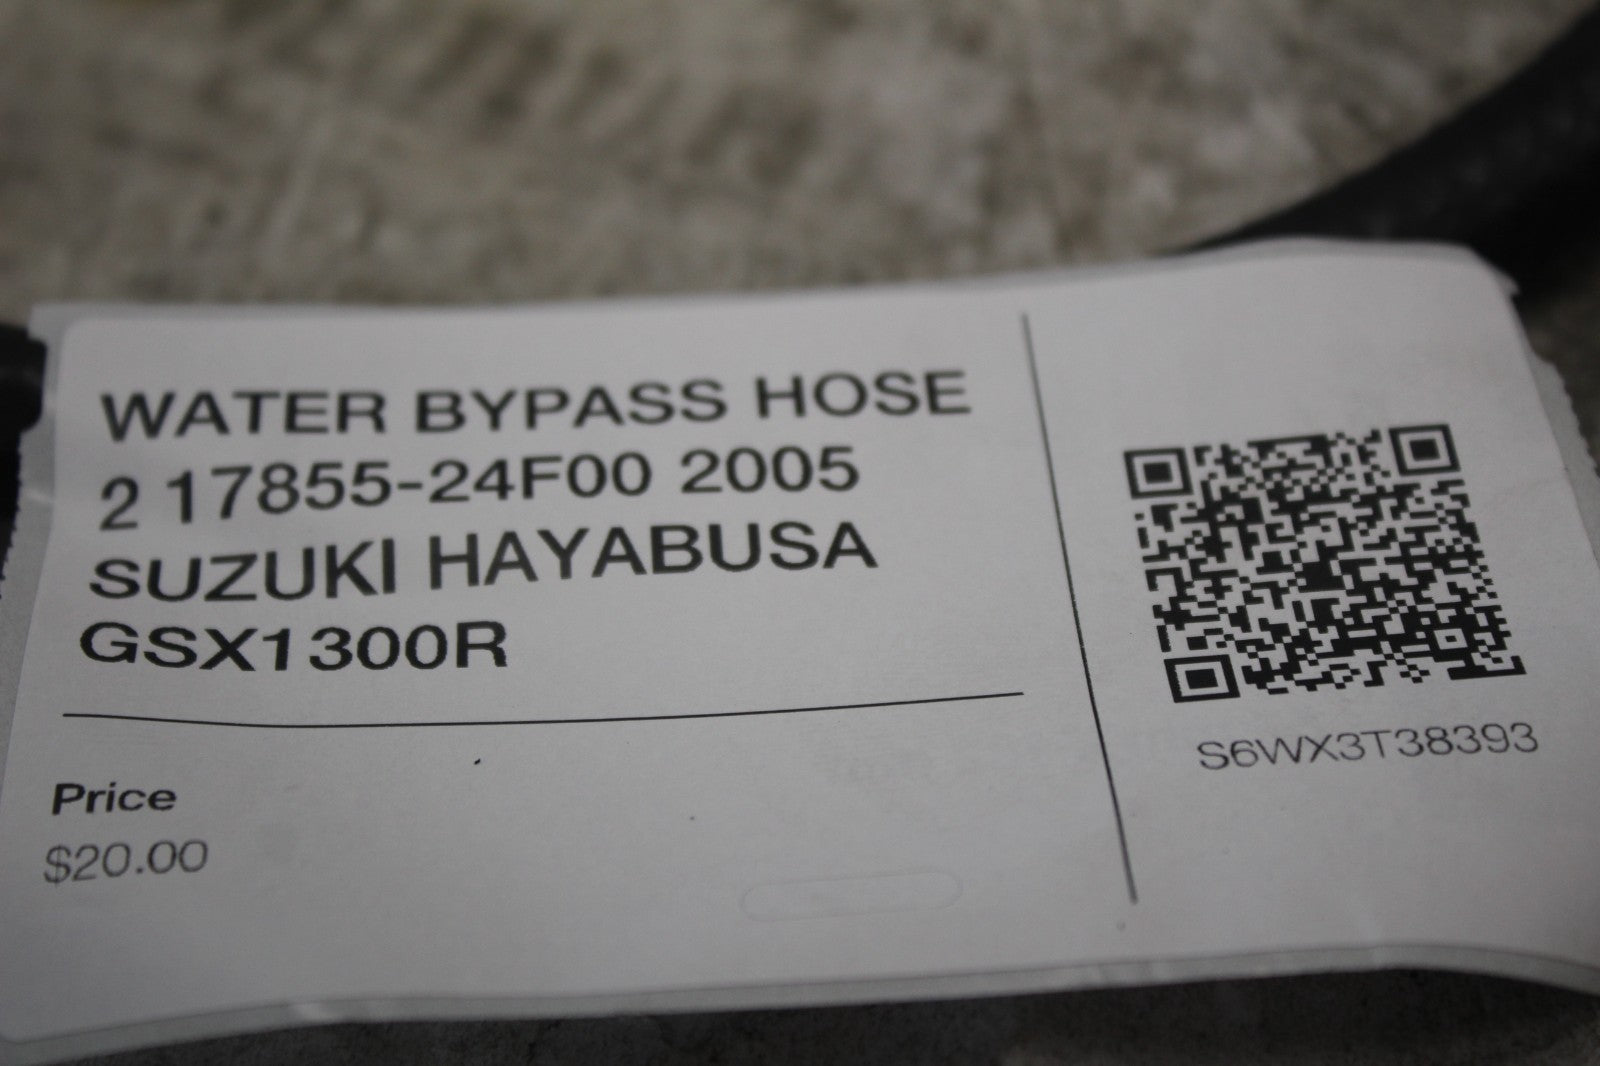 WATER BYPASS HOSE
2 17855-24F00 2005
SUZUKI HAYABUSA
GSX1300R
Price
$20.00
S6WX3T38393